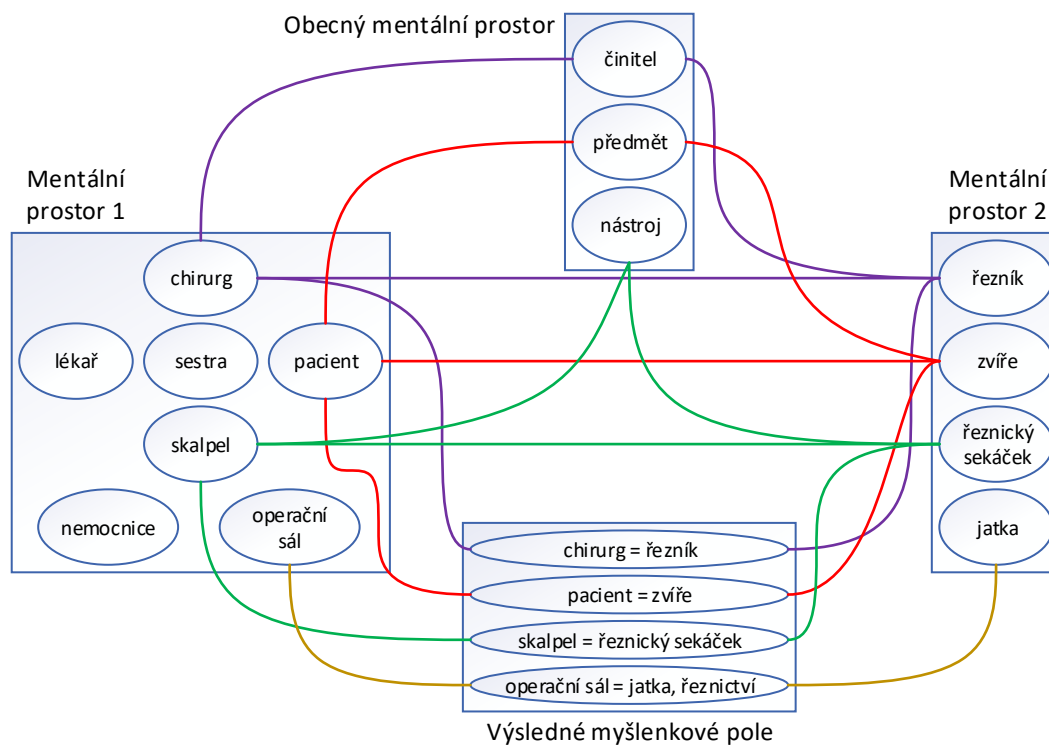 Obecný mentální prostor
činitel
předmět
nástroj
Mentální
prostor 1
chirurg
lékař
sestra
pacient
skalpel
nemocnice
operační
sál
Mentální
prostor 2
řezník
zvíře
řeznický
sekáček
jatka
chirurg = řezník
pacient = zvíře
skalpel = řeznický sekáček
operační sál = jatka, řeznictví
Výsledné myšlenkové pole